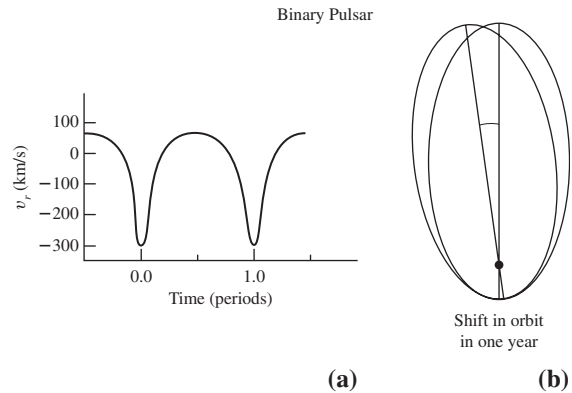 Binary Pulsar
100
0
−100
−200
−300
v_r (km/s)
0.0
1.0
Time (periods)
Shift in orbit
in one year
(a)
(b)